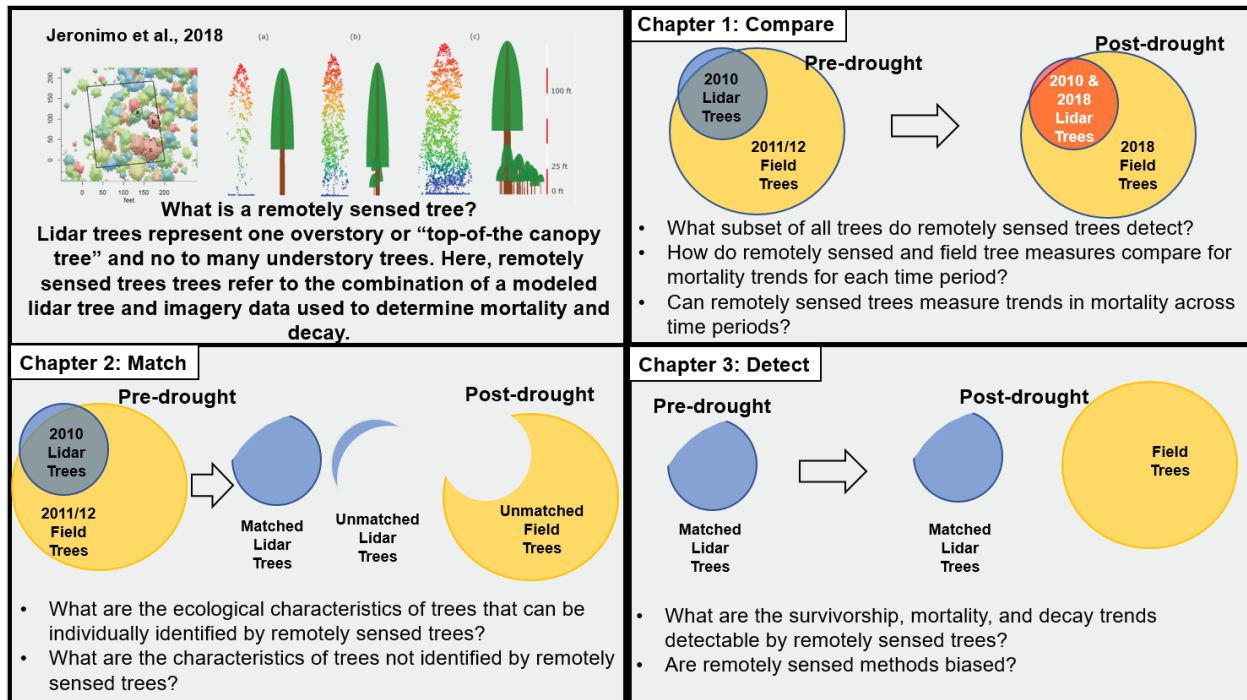 Jeronimo et al., 2018
(a)
(b)
(c)
200
150
100
50
0
0 50 100 150 200
feet
a
b
c
100 ft
25 ft
0 ft
What is a remotely sensed tree?
Lidar trees represent one overstory or “top-of-the canopy
tree” and no to many understory trees. Here, remotely
sensed trees trees refer to the combination of a modeled
lidar tree and imagery data used to determine mortality and
decay.
Chapter 1: Compare
Pre-drought
Post-drought
2010
Lidar
Trees
2011/12
Field
Trees
2010 &
2018
Lidar
Trees
2018
Field
Trees
• What subset of all trees do remotely sensed trees detect?
• How do remotely sensed and field tree measures compare for
mortality trends for each time period?
• Can remotely sensed trees measure trends in mortality across
time periods?
Chapter 2: Match
Pre-drought
Post-drought
2010
Lidar
Trees
2011/12
Field
Trees
Matched
Lidar
Trees
Unmatched
Lidar
Trees
Unmatched
Field
Trees
• What are the ecological characteristics of trees that can be
individually identified by remotely sensed trees?
• What are the characteristics of trees not identified by remotely
sensed trees?
Chapter 3: Detect
Pre-drought
Post-drought
Matched
Lidar
Trees
Matched
Lidar
Trees
Field
Trees
• What are the survivorship, mortality, and decay trends
detectable by remotely sensed trees?
• Are remotely sensed methods biased?